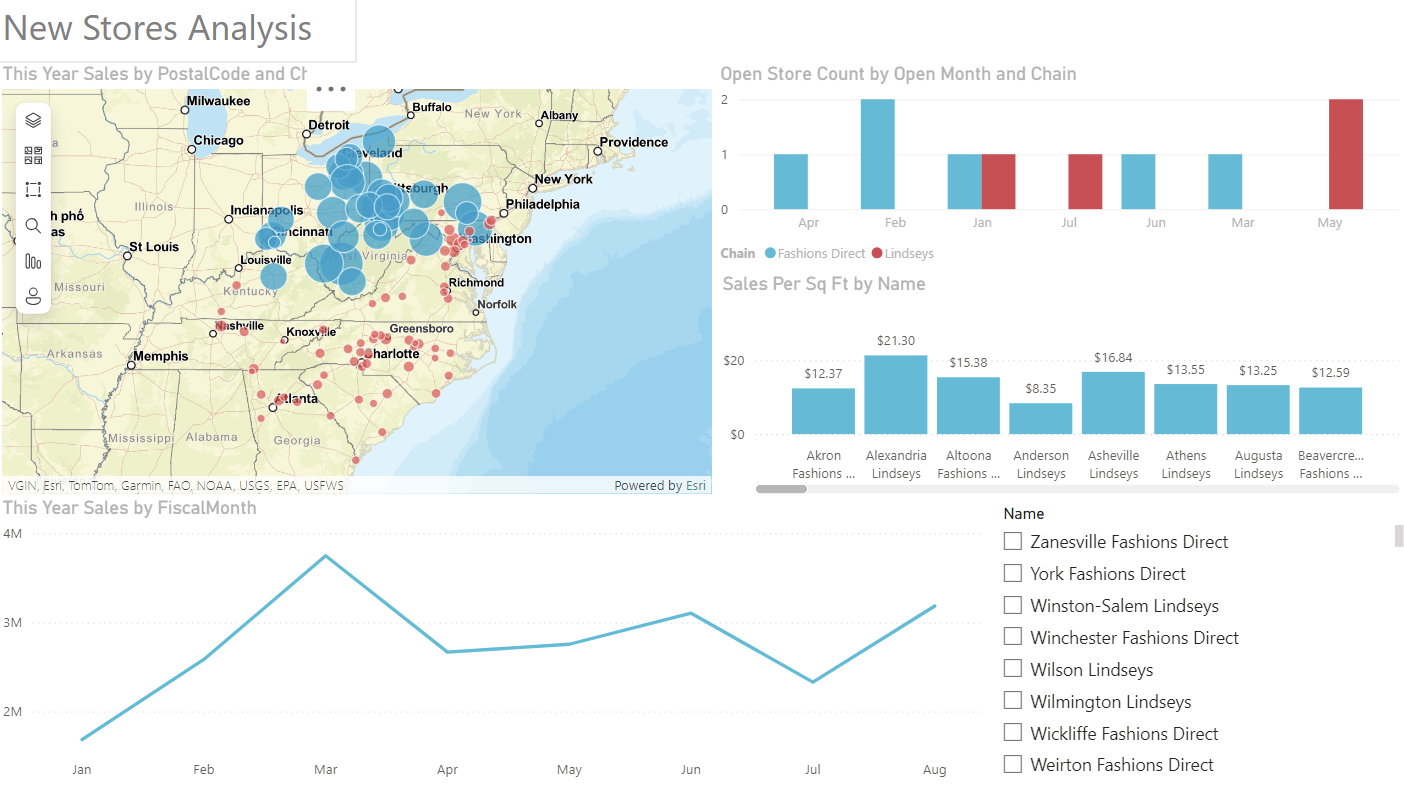 New Stores Analysis
This Year Sales by PostalCode and Ch
Milwaukee
Chicago
Detroit
Buffalo
New York
Albany
Providence
eveland
New York
ttsburgh
Philadelphia
Illinois
Indianapolis
h phố
as
ncinnati
ashington
St Louis
Louisville
est Virginia
Missouri
Kentucky
Richmond
Norfolk
Nashville
Knoxville
Greensboro
Arkansas
Memphis
Charlotte
Atlanta
Mississippi
Alabama
Georgia
VGIN, Esri, TomTom, Garmin, FAO, NOAA, USGS, EPA, USFWS
Powered by Esri
Open Store Count by Open Month and Chain
2
1
0
Apr Feb Jan Jul Jun Mar May
Chain Fashions Direct Lindseys
Sales Per Sq Ft by Name
$20
$0
$12.37 $21.30 $15.38 $8.35 $16.84 $13.55 $13.25 $12.59
Akron Alexandria Altoona Anderson Asheville Athens Augusta Beavercre...
Fashions ... Lindseys Fashions ... Lindseys Lindseys Lindseys Lindseys Fashions ...
This Year Sales by FiscalMonth
4M
3M
2M
Jan Feb Mar Apr May Jun Jul Aug
Name
Zanesville Fashions Direct
York Fashions Direct
Winston-Salem Lindseys
Winchester Fashions Direct
Wilson Lindseys
Wilmington Lindseys
Wickliffe Fashions Direct
Weirton Fashions Direct